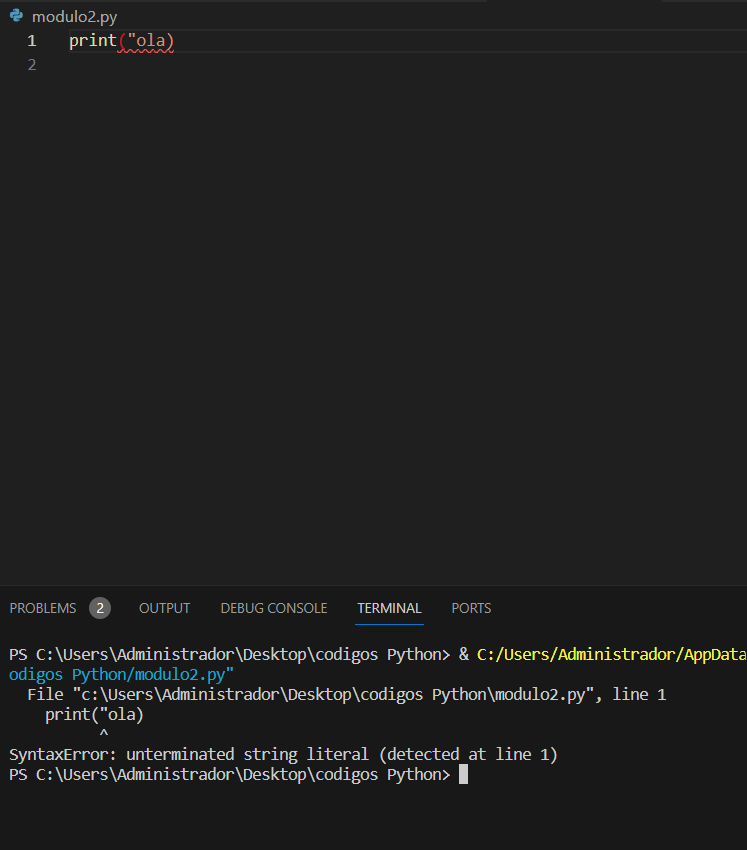 modulo2.py
1 print("ola)
2
PROBLEMS 2 OUTPUT DEBUG CONSOLE TERMINAL PORTS
PS C:\Users\Administrador\Desktop\codigos Python> & C:/Users/Administrador/AppData
odigos Python/modulo2.py"
File "c:\Users\Administrador\Desktop\codigos Python\modulo2.py", line 1
print("ola)
^
SyntaxError: unterminated string literal (detected at line 1)
PS C:\Users\Administrador\Desktop\codigos Python>